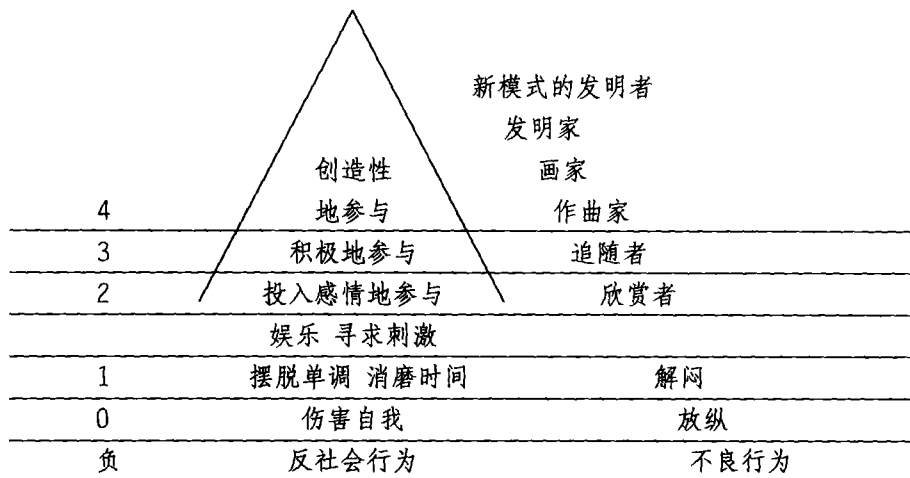 新模式的发明者
发明家
创造性 画家
4 地参与 作曲家
3 积极地参与 追随者
2 投入感情地参与 欣赏者
娱乐 寻求刺激
1 摆脱单调 消磨时间 解闷
0 伤害自我 放纵
负 反社会行为 不良行为